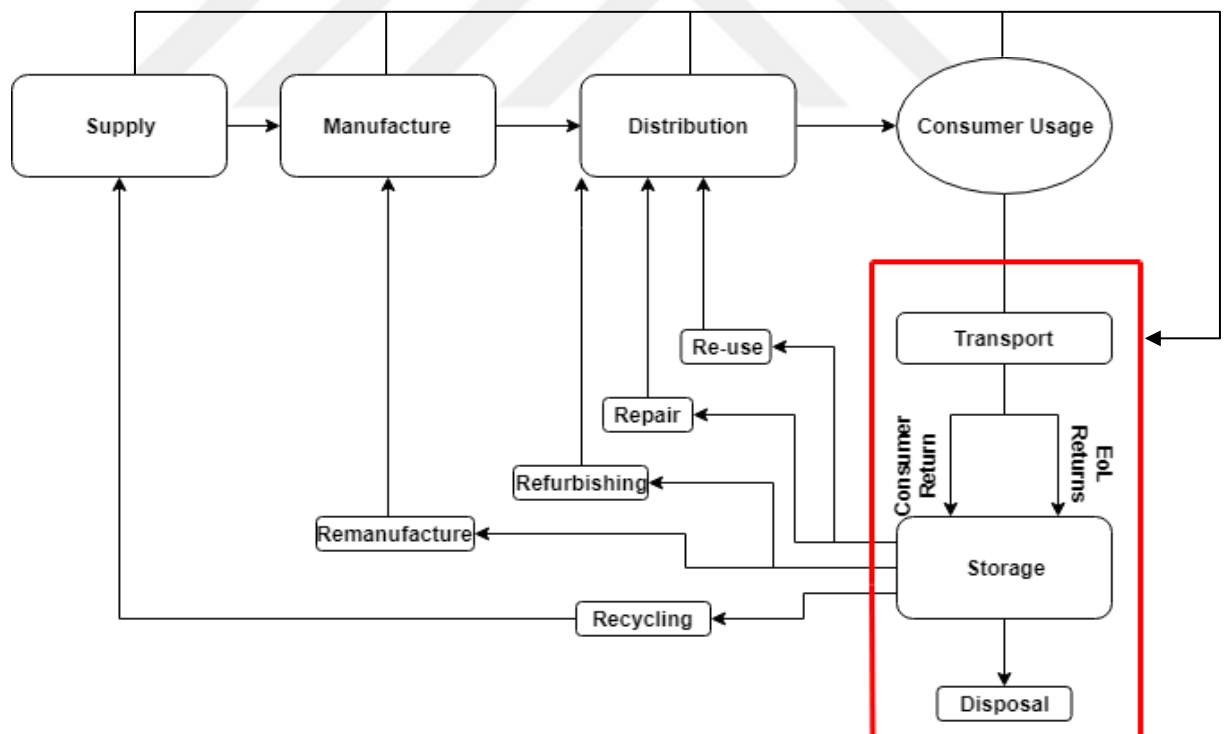 Supply
Manufacture
Distribution
Consumer Usage
Transport
Re-use
Repair
Consumer
Return
EoL
Returns
Refurbishing
Remanufacture
Storage
Recycling
Disposal